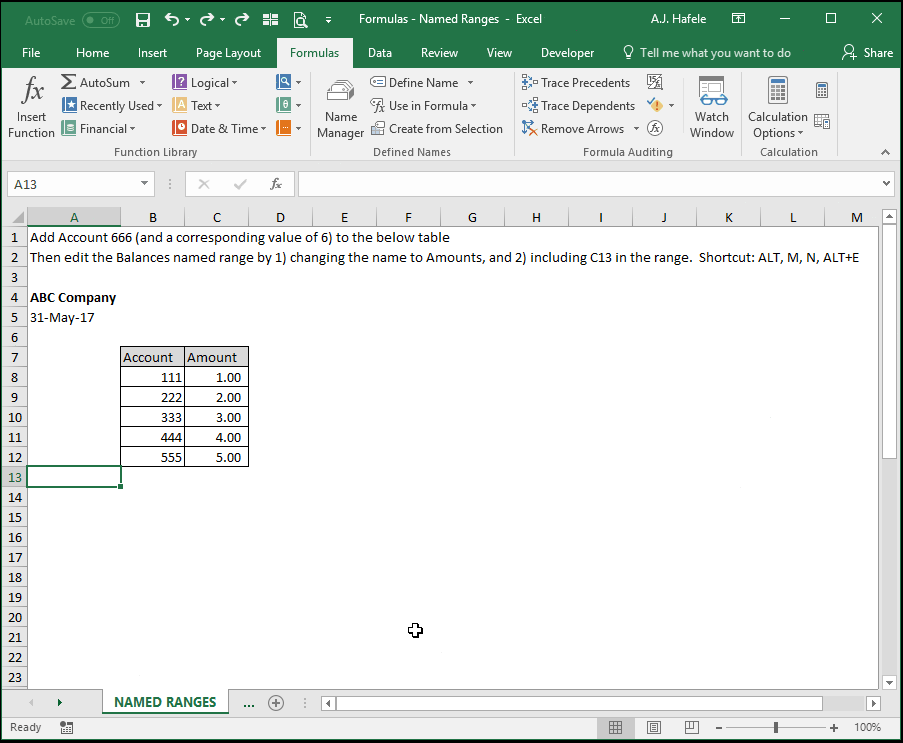 AutoSave Off
Formulas - Named Ranges - Excel
A.J. Hafele
File Home Insert Page Layout Formulas Data Review View Developer Tell me what you want to do Share
fx Insert Function
AutoSum
Recently Used
Financial
Logical
Text
Date & Time
Function Library
Name Manager
Define Name
Use in Formula
Create from Selection
Defined Names
Trace Precedents
Trace Dependents
Remove Arrows
fx
Formula Auditing
Watch Window
Calculation Options
Calculation
A13 fx
A B C D E F G H I J K L M
1 Add Account 666 (and a corresponding value of 6) to the below table
2 Then edit the Balances named range by 1) changing the name to Amounts, and 2) including C13 in the range. Shortcut: ALT, M, N, ALT+E
3
4 ABC Company
5 31-May-17
6
7 Account Amount
8 111 1.00
9 222 2.00
10 333 3.00
11 444 4.00
12 555 5.00
13
14
15
16
17
18
19
20
21
22
23
NAMED RANGES ...
Ready 100%